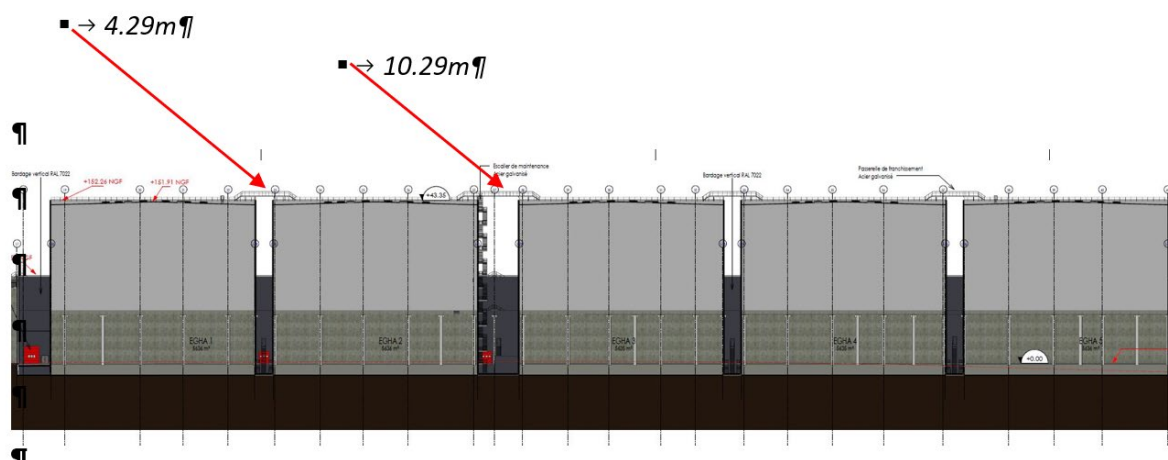 ■ → 4.29m¶
■ → 10.29m¶
¶
Escalier de maintenance
Acier galvanisé
Passerelle de franchissement
Acier galvanisé
Bardage vertical RAL 7022
+152.26 NGF
+151.91 NGF
¶
Bardage vertical RAL 7022
+43.35
¶
¶
EGHA 1
EGHA 2
EGHA 3
EGHA 4
EGHA 5
+0.00
¶
¶